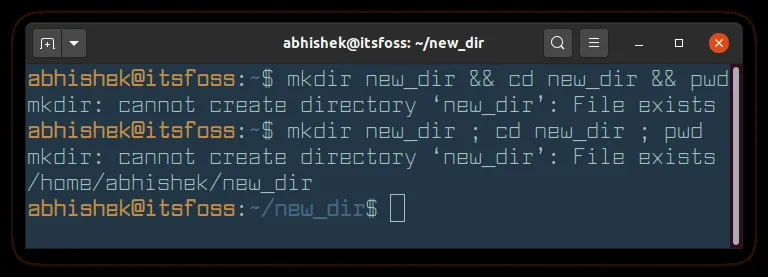 abhishek@itsfoss: ~/new_dir
abhishek@itsfoss:~$ mkdir new_dir && cd new_dir && pwd
mkdir: cannot create directory ‘new_dir’: File exists
abhishek@itsfoss:~$ mkdir new_dir ; cd new_dir ; pwd
mkdir: cannot create directory ‘new_dir’: File exists
/home/abhishek/new_dir
abhishek@itsfoss:~/new_dir$